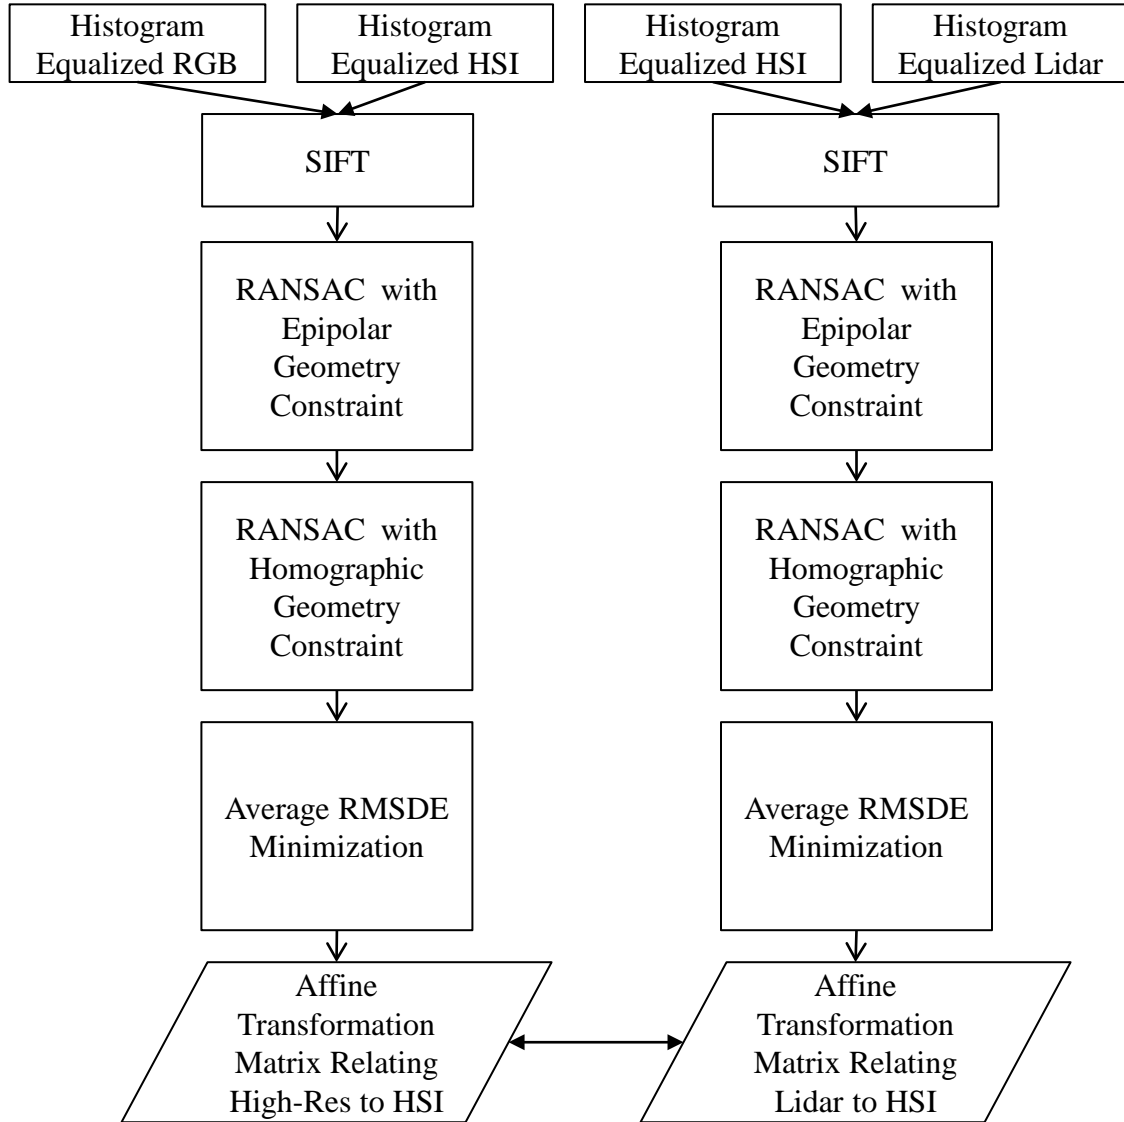 Histogram
Equalized RGB
Histogram
Equalized HSI
Histogram
Equalized HSI
Histogram
Equalized Lidar
SIFT
SIFT
RANSAC with
Epipolar
Geometry
Constraint
RANSAC with
Epipolar
Geometry
Constraint
RANSAC with
Homographic
Geometry
Constraint
RANSAC with
Homographic
Geometry
Constraint
Average RMSDE
Minimization
Average RMSDE
Minimization
Affine
Transformation
Matrix Relating
High-Res to HSI
Affine
Transformation
Matrix Relating
Lidar to HSI